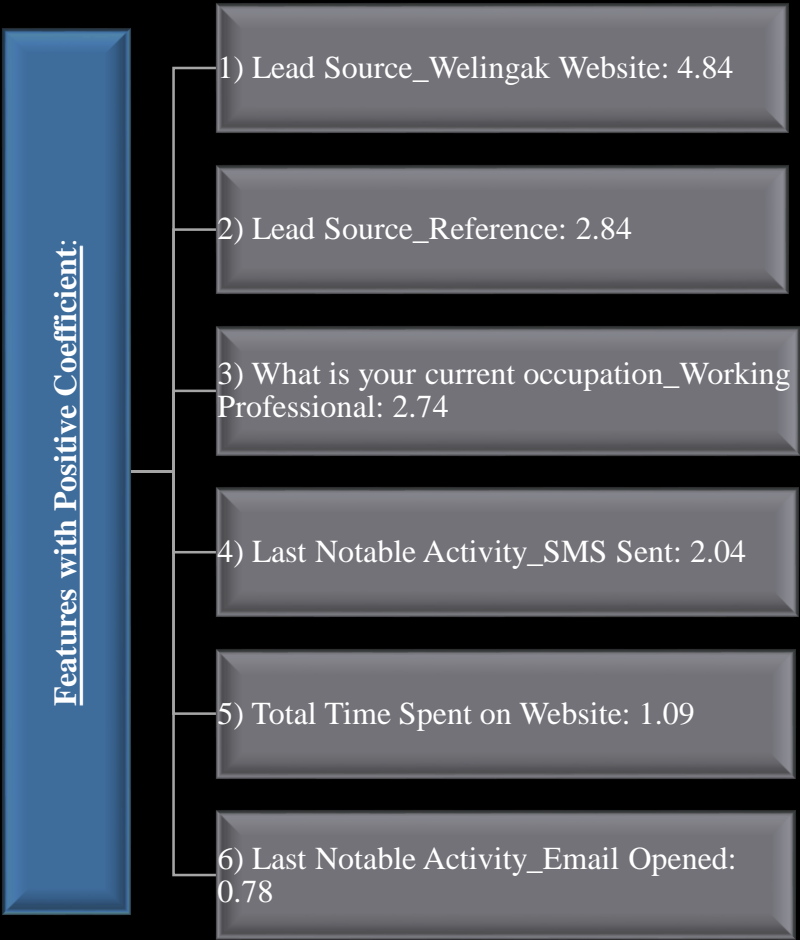 Features with Positive Coefficient:
1) Lead Source_Welingak Website: 4.84
2) Lead Source_Reference: 2.84
3) What is your current occupation_Working
Professional: 2.74
4) Last Notable Activity_SMS Sent: 2.04
5) Total Time Spent on Website: 1.09
6) Last Notable Activity_Email Opened:
0.78